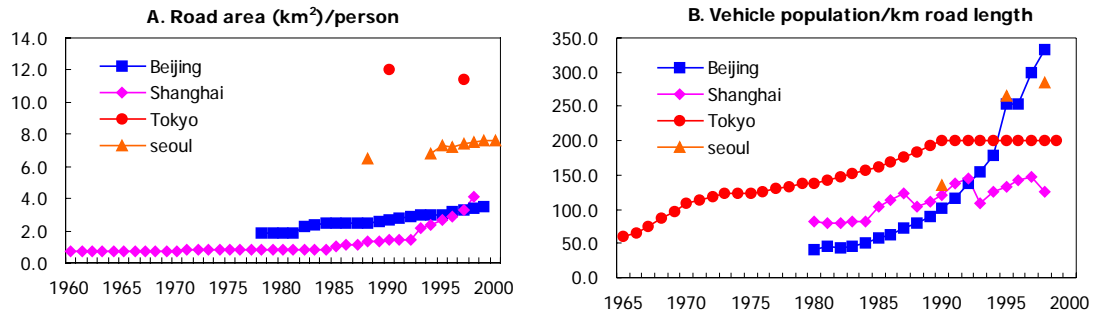 A. Road area (km²)/person
14.0
12.0
10.0
8.0
6.0
4.0
2.0
0.0
Beijing
Shanghai
Tokyo
seoul
1960 1965 1970 1975 1980 1985 1990 1995 2000
B. Vehicle population/km road length
350.0
300.0
250.0
200.0
150.0
100.0
50.0
0.0
Beijing
Shanghai
Tokyo
seoul
1965 1970 1975 1980 1985 1990 1995 2000